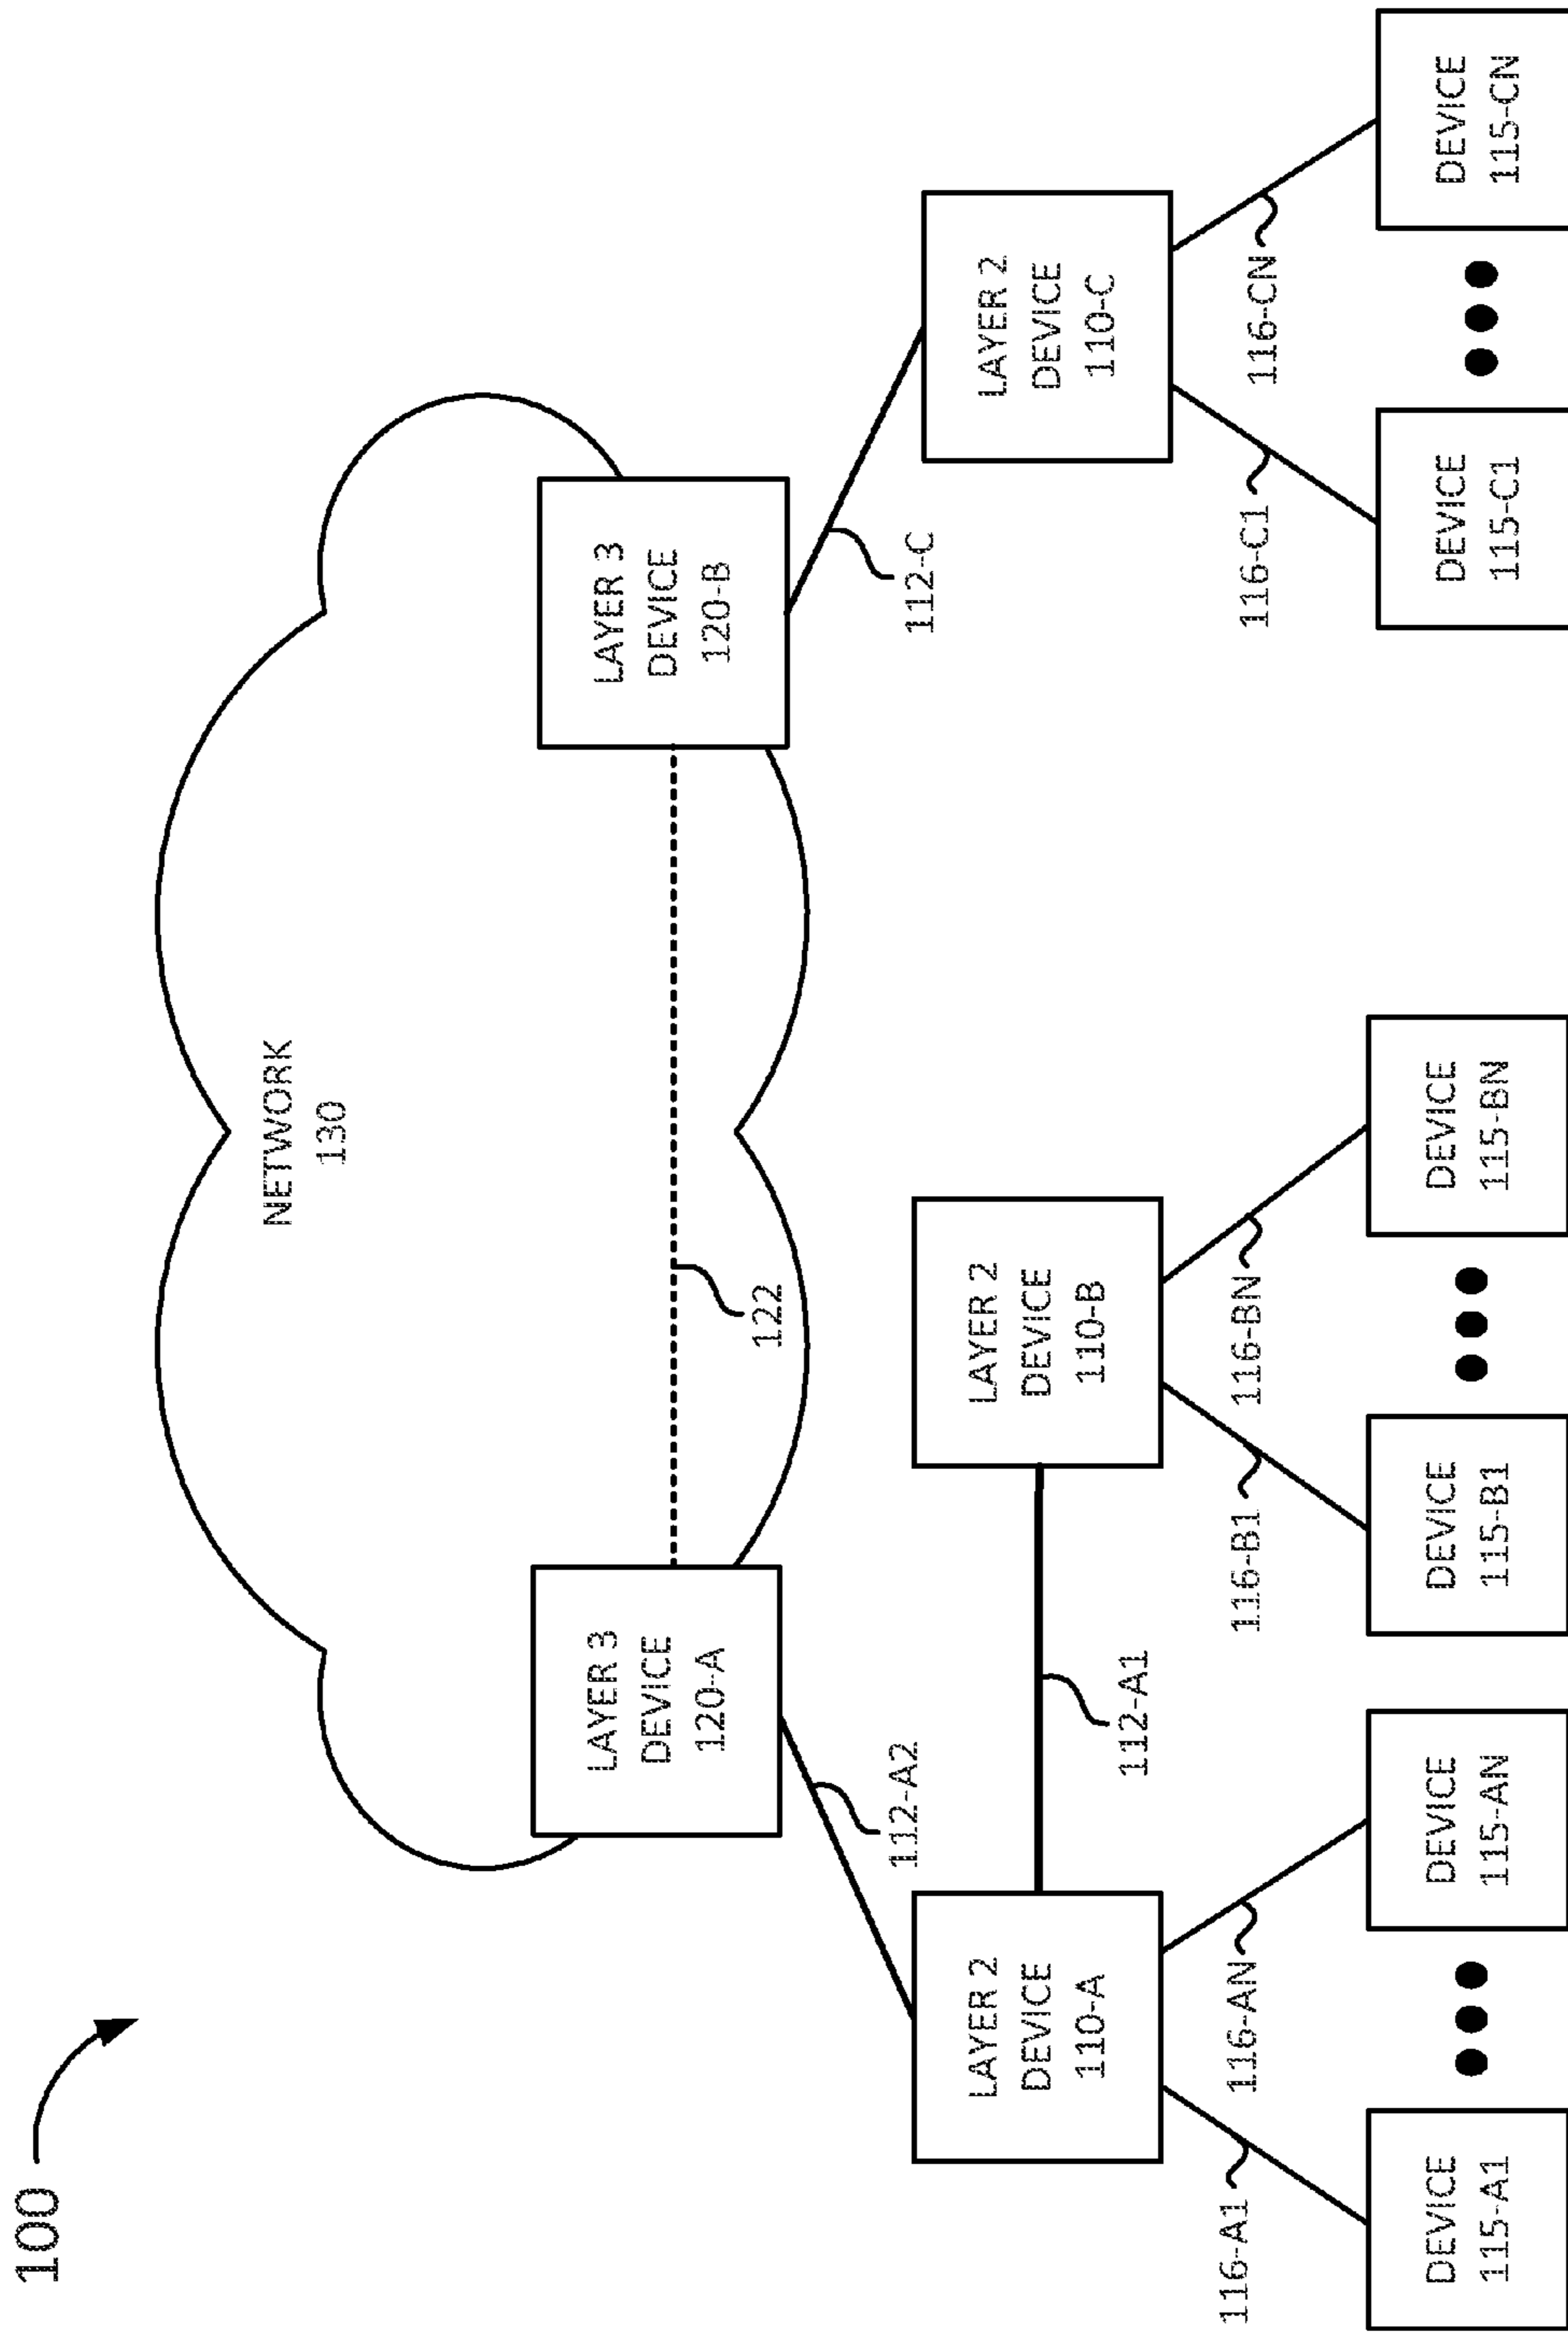 100
NETWORK
130
LAYER 3
DEVICE
120-A
LAYER 3
DEVICE
120-B
122
112-A2
112-C
LAYER 2
DEVICE
110-A
LAYER 2
DEVICE
110-B
LAYER 2
DEVICE
110-C
112-A1
116-A1
116-AN
116-B1
116-BN
116-C1
116-CN
DEVICE
115-A1
DEVICE
115-AN
DEVICE
115-B1
DEVICE
115-BN
DEVICE
115-C1
DEVICE
115-CN